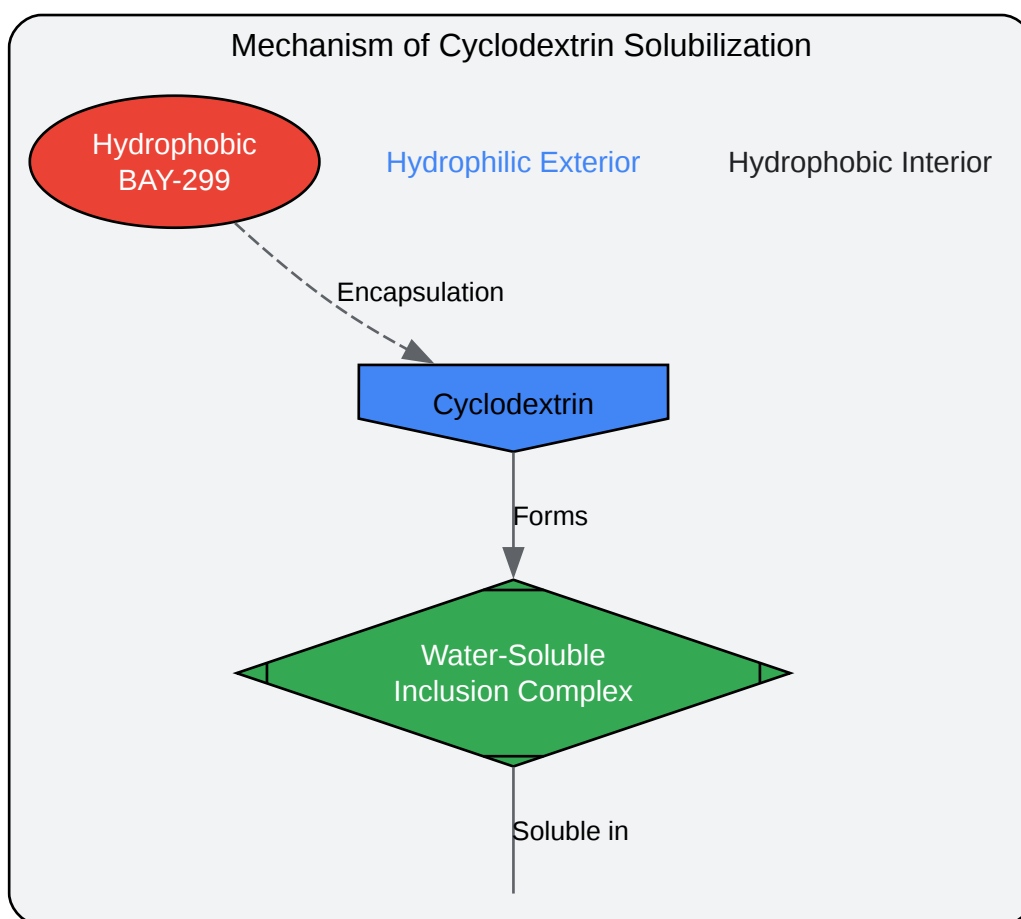 Mechanism of Cyclodextrin Solubilization
Hydrophobic
BAY-299
Hydrophilic Exterior
Hydrophobic Interior
Encapsulation
Cyclodextrin
Forms
Water-Soluble
Inclusion Complex
Soluble in